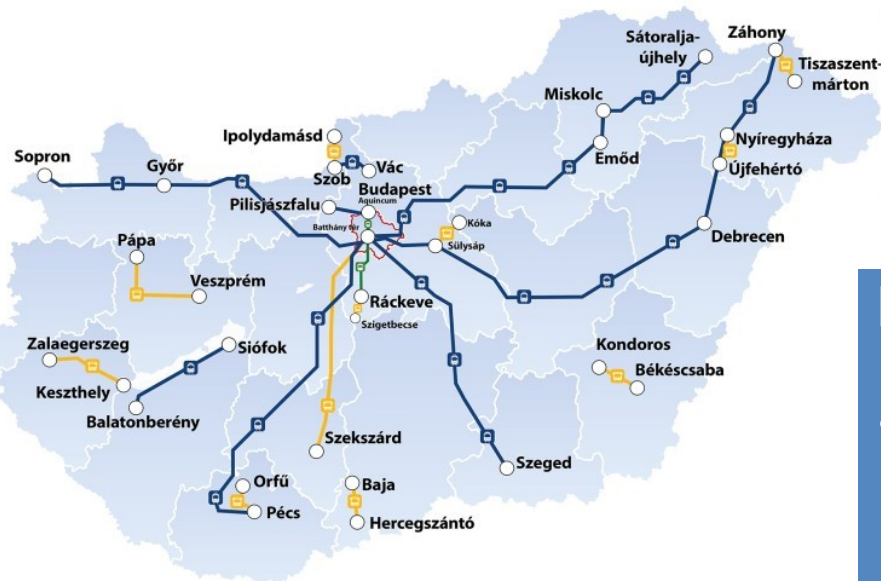 Sátoralja-
újhely
Záhony
Tiszaszent-
márton
Miskolc
Ipolydamásd
Nyíregyháza
Emőd
Sopron
Győr
Szob
Vác
Újfehértó
Budapest
Aquincum
Pilisjászfalu
Batthány tér
Kóka
Sülysáp
Debrecen
Pápa
Veszprém
Ráckeve
Szigetbecse
Zalaegerszeg
Siófok
Kondoros
Keszthely
Békéscsaba
Balatonberény
Szekszárd
Szeged
Orfű
Baja
Pécs
Hercegszántó